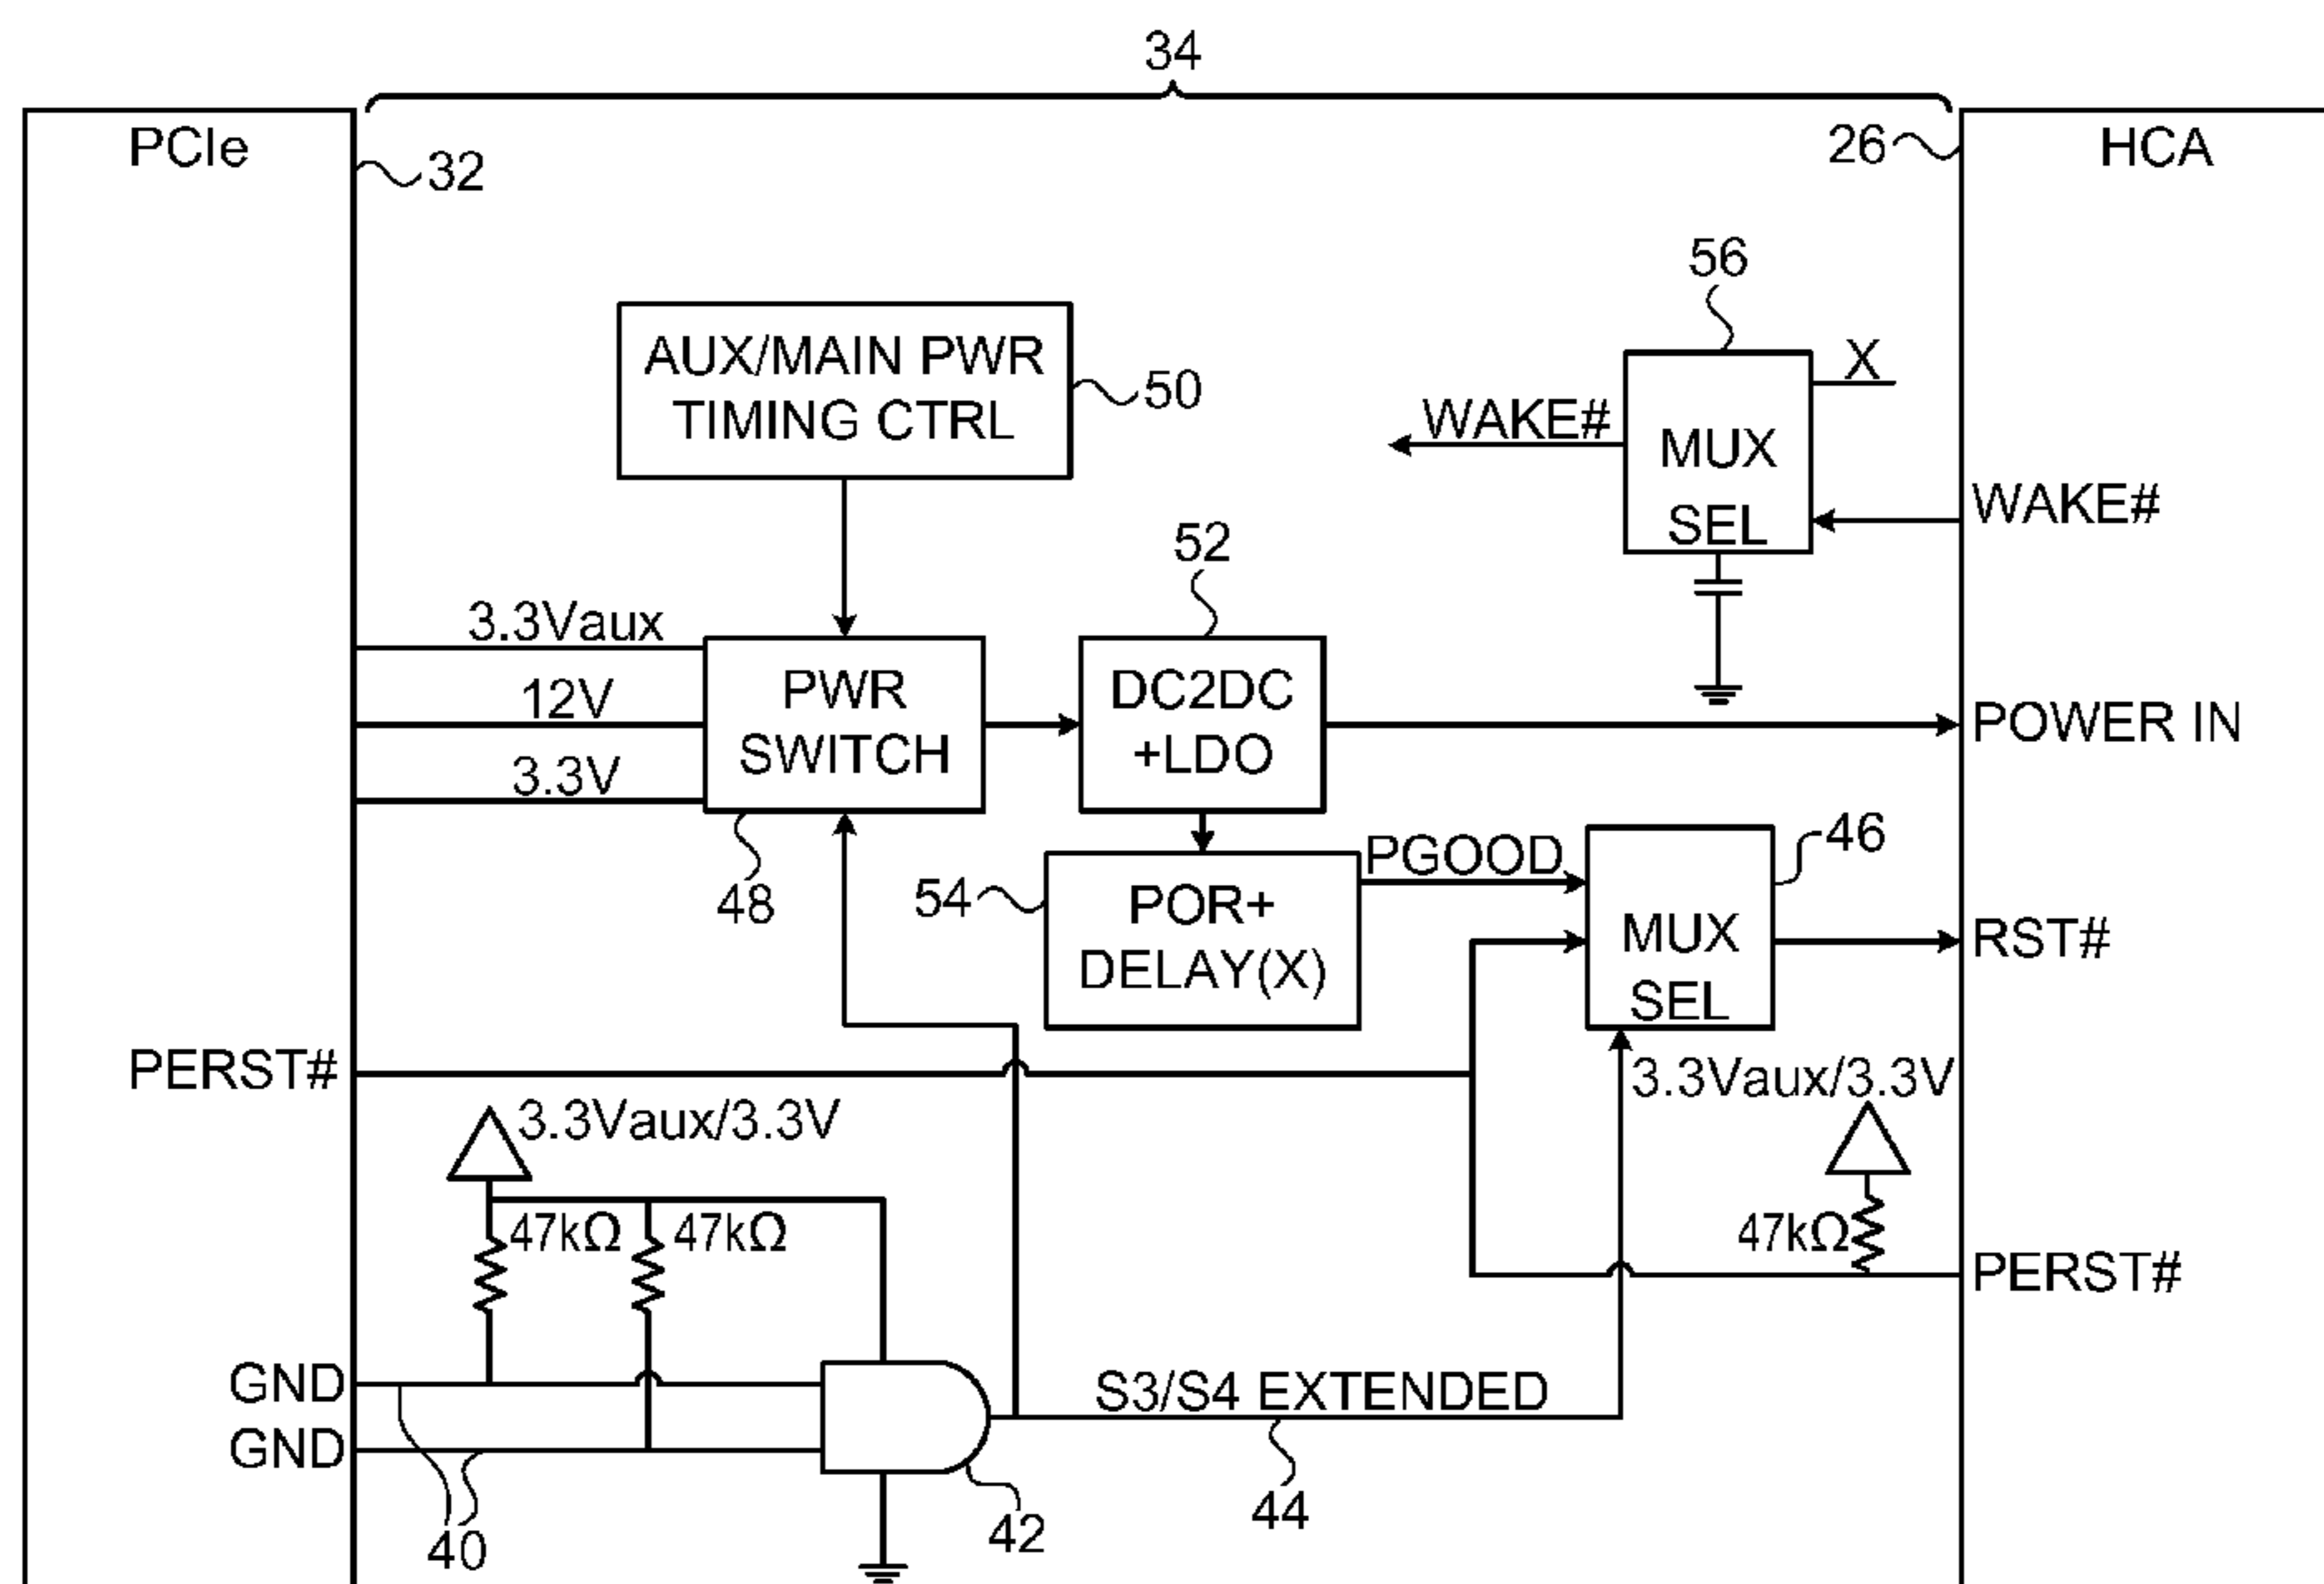 34
PCIe
32
26
HCA
56
AUX/MAIN PWR
TIMING CTRL
50
X
WAKE#
MUX
SEL
WAKE#
52
3.3Vaux
12V
3.3V
PWR
SWITCH
48
DC2DC
+LDO
POWER IN
54
POR+
DELAY(X)
PGOOD
46
MUX
SEL
RST#
PERST#
3.3Vaux/3.3V
47kΩ
47kΩ
3.3Vaux/3.3V
47kΩ
PERST#
GND
GND
40
42
S3/S4 EXTENDED
44